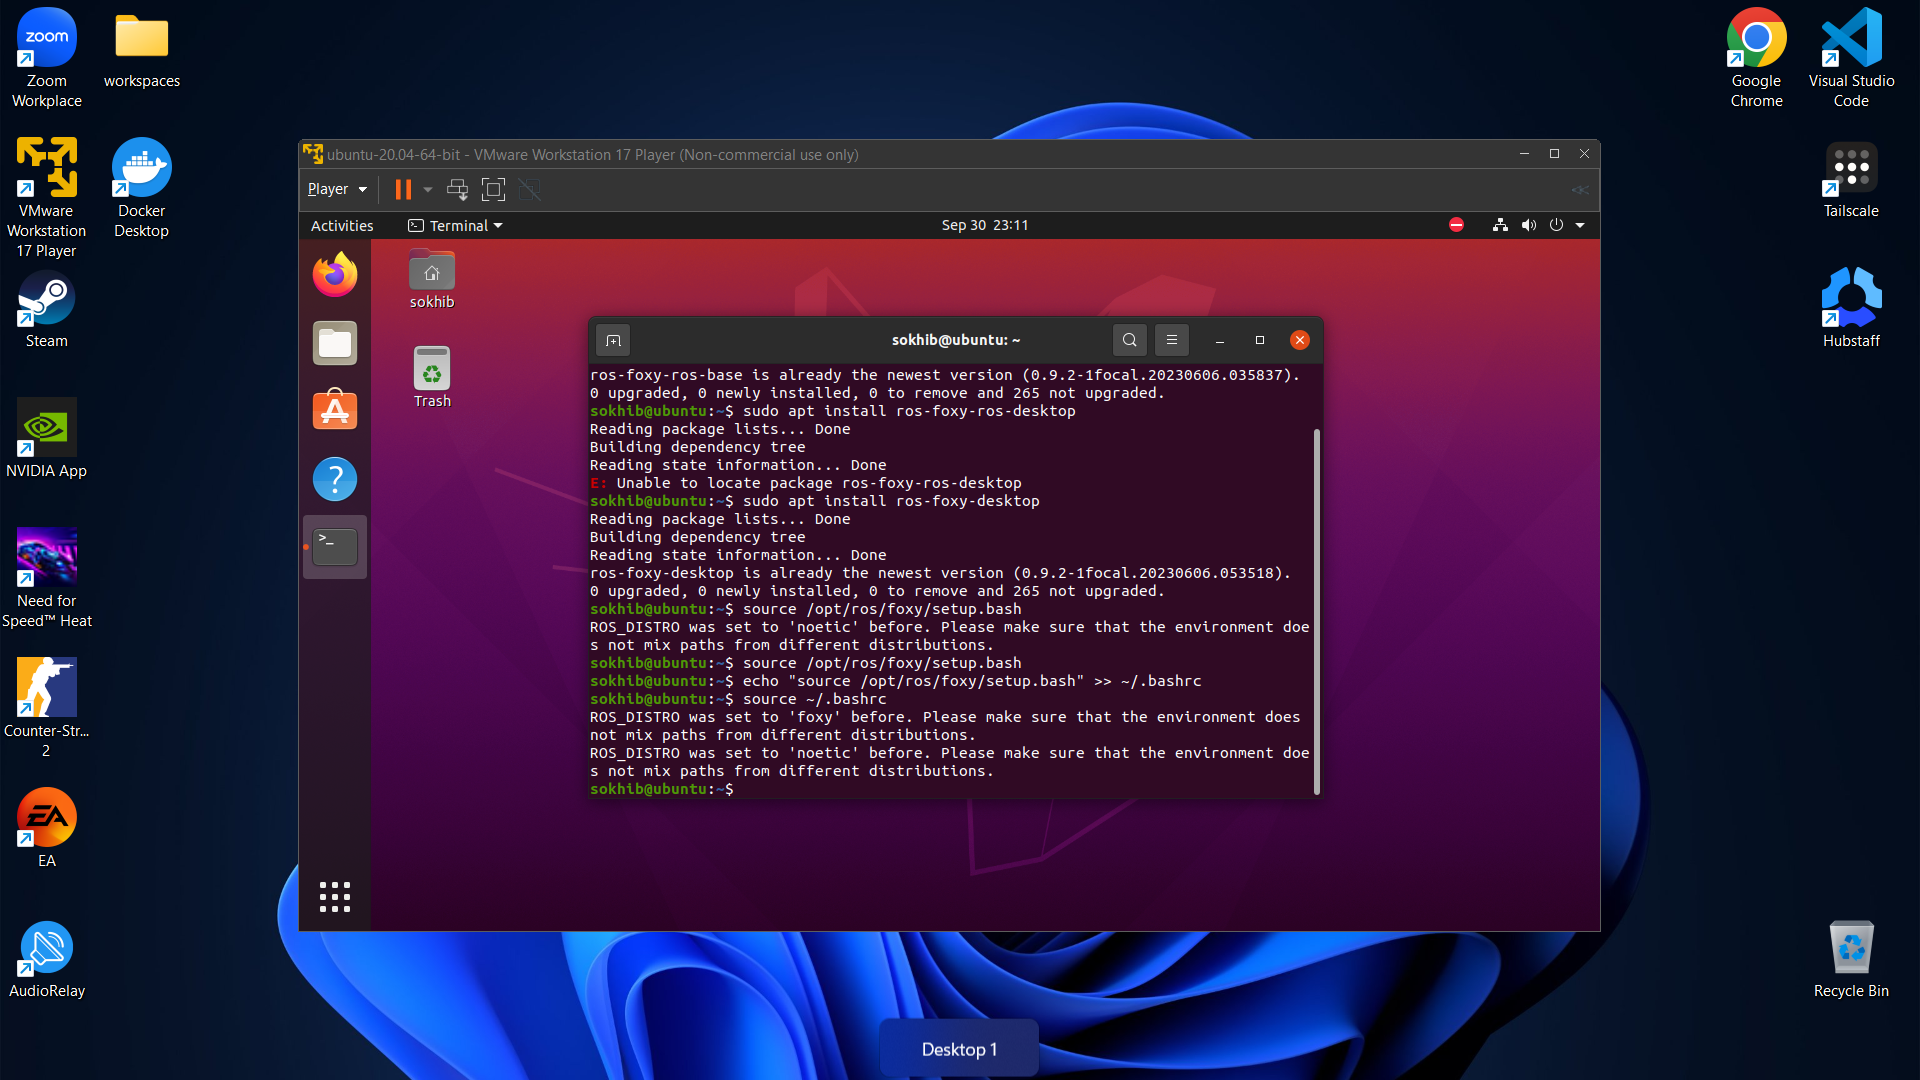 zoom
Zoom
Workplace
workspaces
VMware
Workstation
17 Player
Docker
Desktop
Steam
NVIDIA App
Need for
Speed™ Heat
Counter-Str...
2
EA
EA
AudioRelay
Google
Chrome
Visual Studio
Code
Tailscale
Hubstaff
Recycle Bin
ubuntu-20.04-64-bit - VMware Workstation 17 Player (Non-commercial use only)
Player
Activities
Terminal
Sep 30 23:11
sokhib
Trash
sokhib@ubuntu: ~
ros-foxy-ros-base is already the newest version (0.9.2-1focal.20230606.035837).
0 upgraded, 0 newly installed, 0 to remove and 265 not upgraded.
sokhib@ubuntu:~$ sudo apt install ros-foxy-ros-desktop
Reading package lists... Done
Building dependency tree
Reading state information... Done
E: Unable to locate package ros-foxy-ros-desktop
sokhib@ubuntu:~$ sudo apt install ros-foxy-desktop
Reading package lists... Done
Building dependency tree
Reading state information... Done
ros-foxy-desktop is already the newest version (0.9.2-1focal.20230606.053518).
0 upgraded, 0 newly installed, 0 to remove and 265 not upgraded.
sokhib@ubuntu:~$ source /opt/ros/foxy/setup.bash
ROS_DISTRO was set to 'noetic' before. Please make sure that the environment doe
s not mix paths from different distributions.
sokhib@ubuntu:~$ source /opt/ros/foxy/setup.bash
sokhib@ubuntu:~$ echo "source /opt/ros/foxy/setup.bash" >> ~/.bashrc
sokhib@ubuntu:~$ source ~/.bashrc
ROS_DISTRO was set to 'foxy' before. Please make sure that the environment does
not mix paths from different distributions.
ROS_DISTRO was set to 'noetic' before. Please make sure that the environment doe
s not mix paths from different distributions.
sokhib@ubuntu:~$
Desktop 1